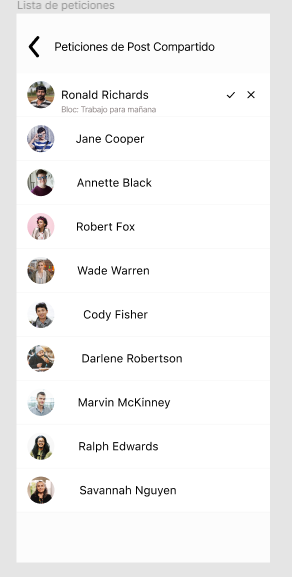 Lista de peticiones
Peticiones de Post Compartido
Ronald Richards
Bloc: Trabajo para mañana
Jane Cooper
Annette Black
Robert Fox
Wade Warren
Cody Fisher
Darlene Robertson
Marvin McKinney
Ralph Edwards
Savannah Nguyen